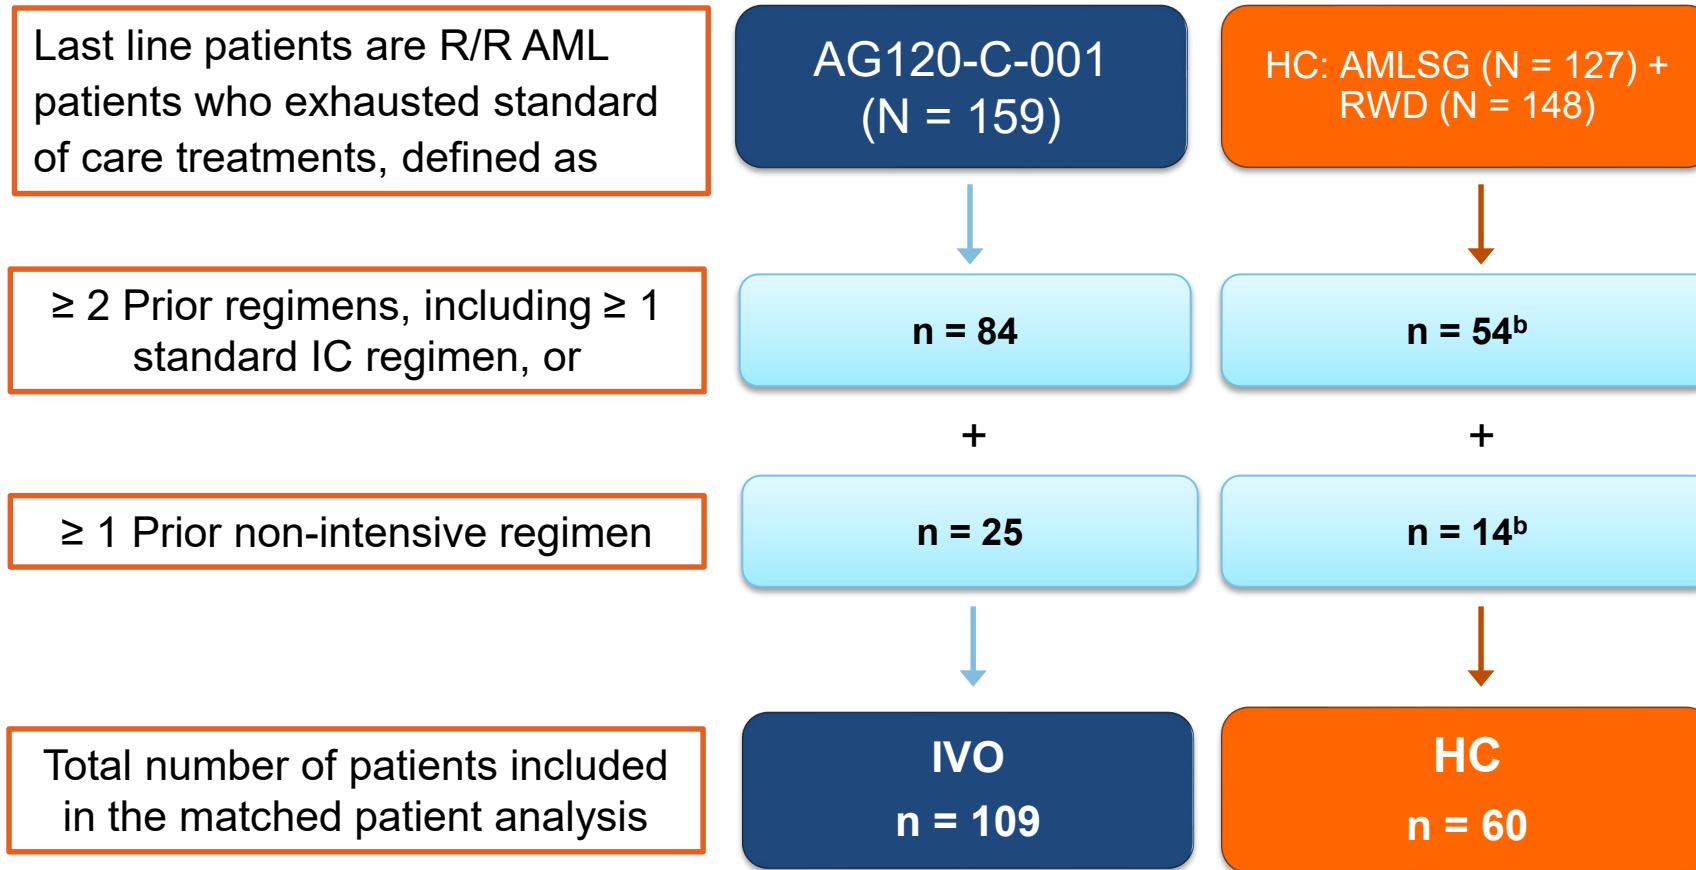 Last line patients are R/R AML
patients who exhausted standard
of care treatments, defined as
AG120-C-001
(N = 159)
HC: AMLSG (N = 127) +
RWD (N = 148)
≥ 2 Prior regimens, including ≥ 1
standard IC regimen, or
n = 84
n = 54ᵇ
+
+
≥ 1 Prior non-intensive regimen
n = 25
n = 14ᵇ
Total number of patients included
in the matched patient analysis
IVO
n = 109
HC
n = 60